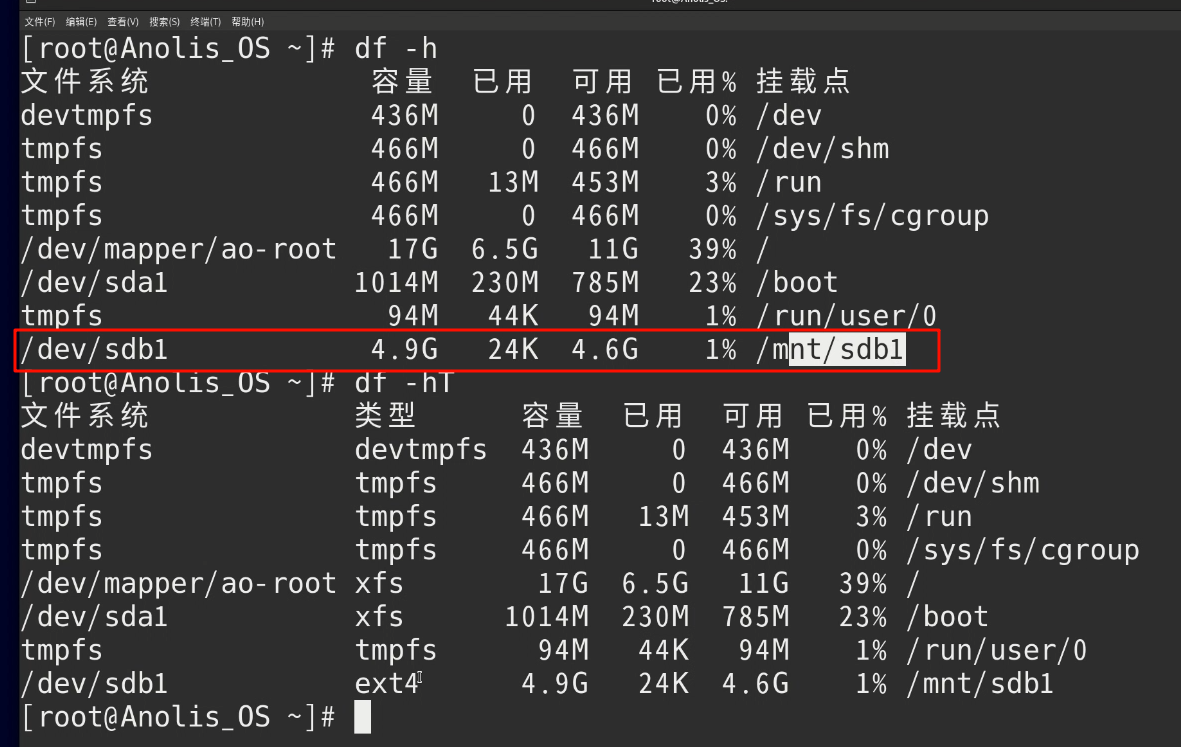 root@Anolis_OS:
文件(F) 编辑(E) 查看(V) 搜索(S) 终端(T) 帮助(H)
[root@Anolis_OS ~]# df -h
文件系统 容量 已用 可用 已用% 挂载点
devtmpfs 436M 0 436M 0% /dev
tmpfs 466M 0 466M 0% /dev/shm
tmpfs 466M 13M 453M 3% /run
tmpfs 466M 0 466M 0% /sys/fs/cgroup
/dev/mapper/ao-root 17G 6.5G 11G 39% /
/dev/sda1 1014M 230M 785M 23% /boot
tmpfs 94M 44K 94M 1% /run/user/0
/dev/sdb1 4.9G 24K 4.6G 1% /mnt/sdb1
[root@Anolis_OS ~]# df -hT
文件系统 类型 容量 已用 可用 已用% 挂载点
devtmpfs devtmpfs 436M 0 436M 0% /dev
tmpfs tmpfs 466M 0 466M 0% /dev/shm
tmpfs tmpfs 466M 13M 453M 3% /run
tmpfs tmpfs 466M 0 466M 0% /sys/fs/cgroup
/dev/mapper/ao-root xfs 17G 6.5G 11G 39% /
/dev/sda1 xfs 1014M 230M 785M 23% /boot
tmpfs tmpfs 94M 44K 94M 1% /run/user/0
/dev/sdb1 ext4 4.9G 24K 4.6G 1% /mnt/sdb1
[root@Anolis_OS ~]#